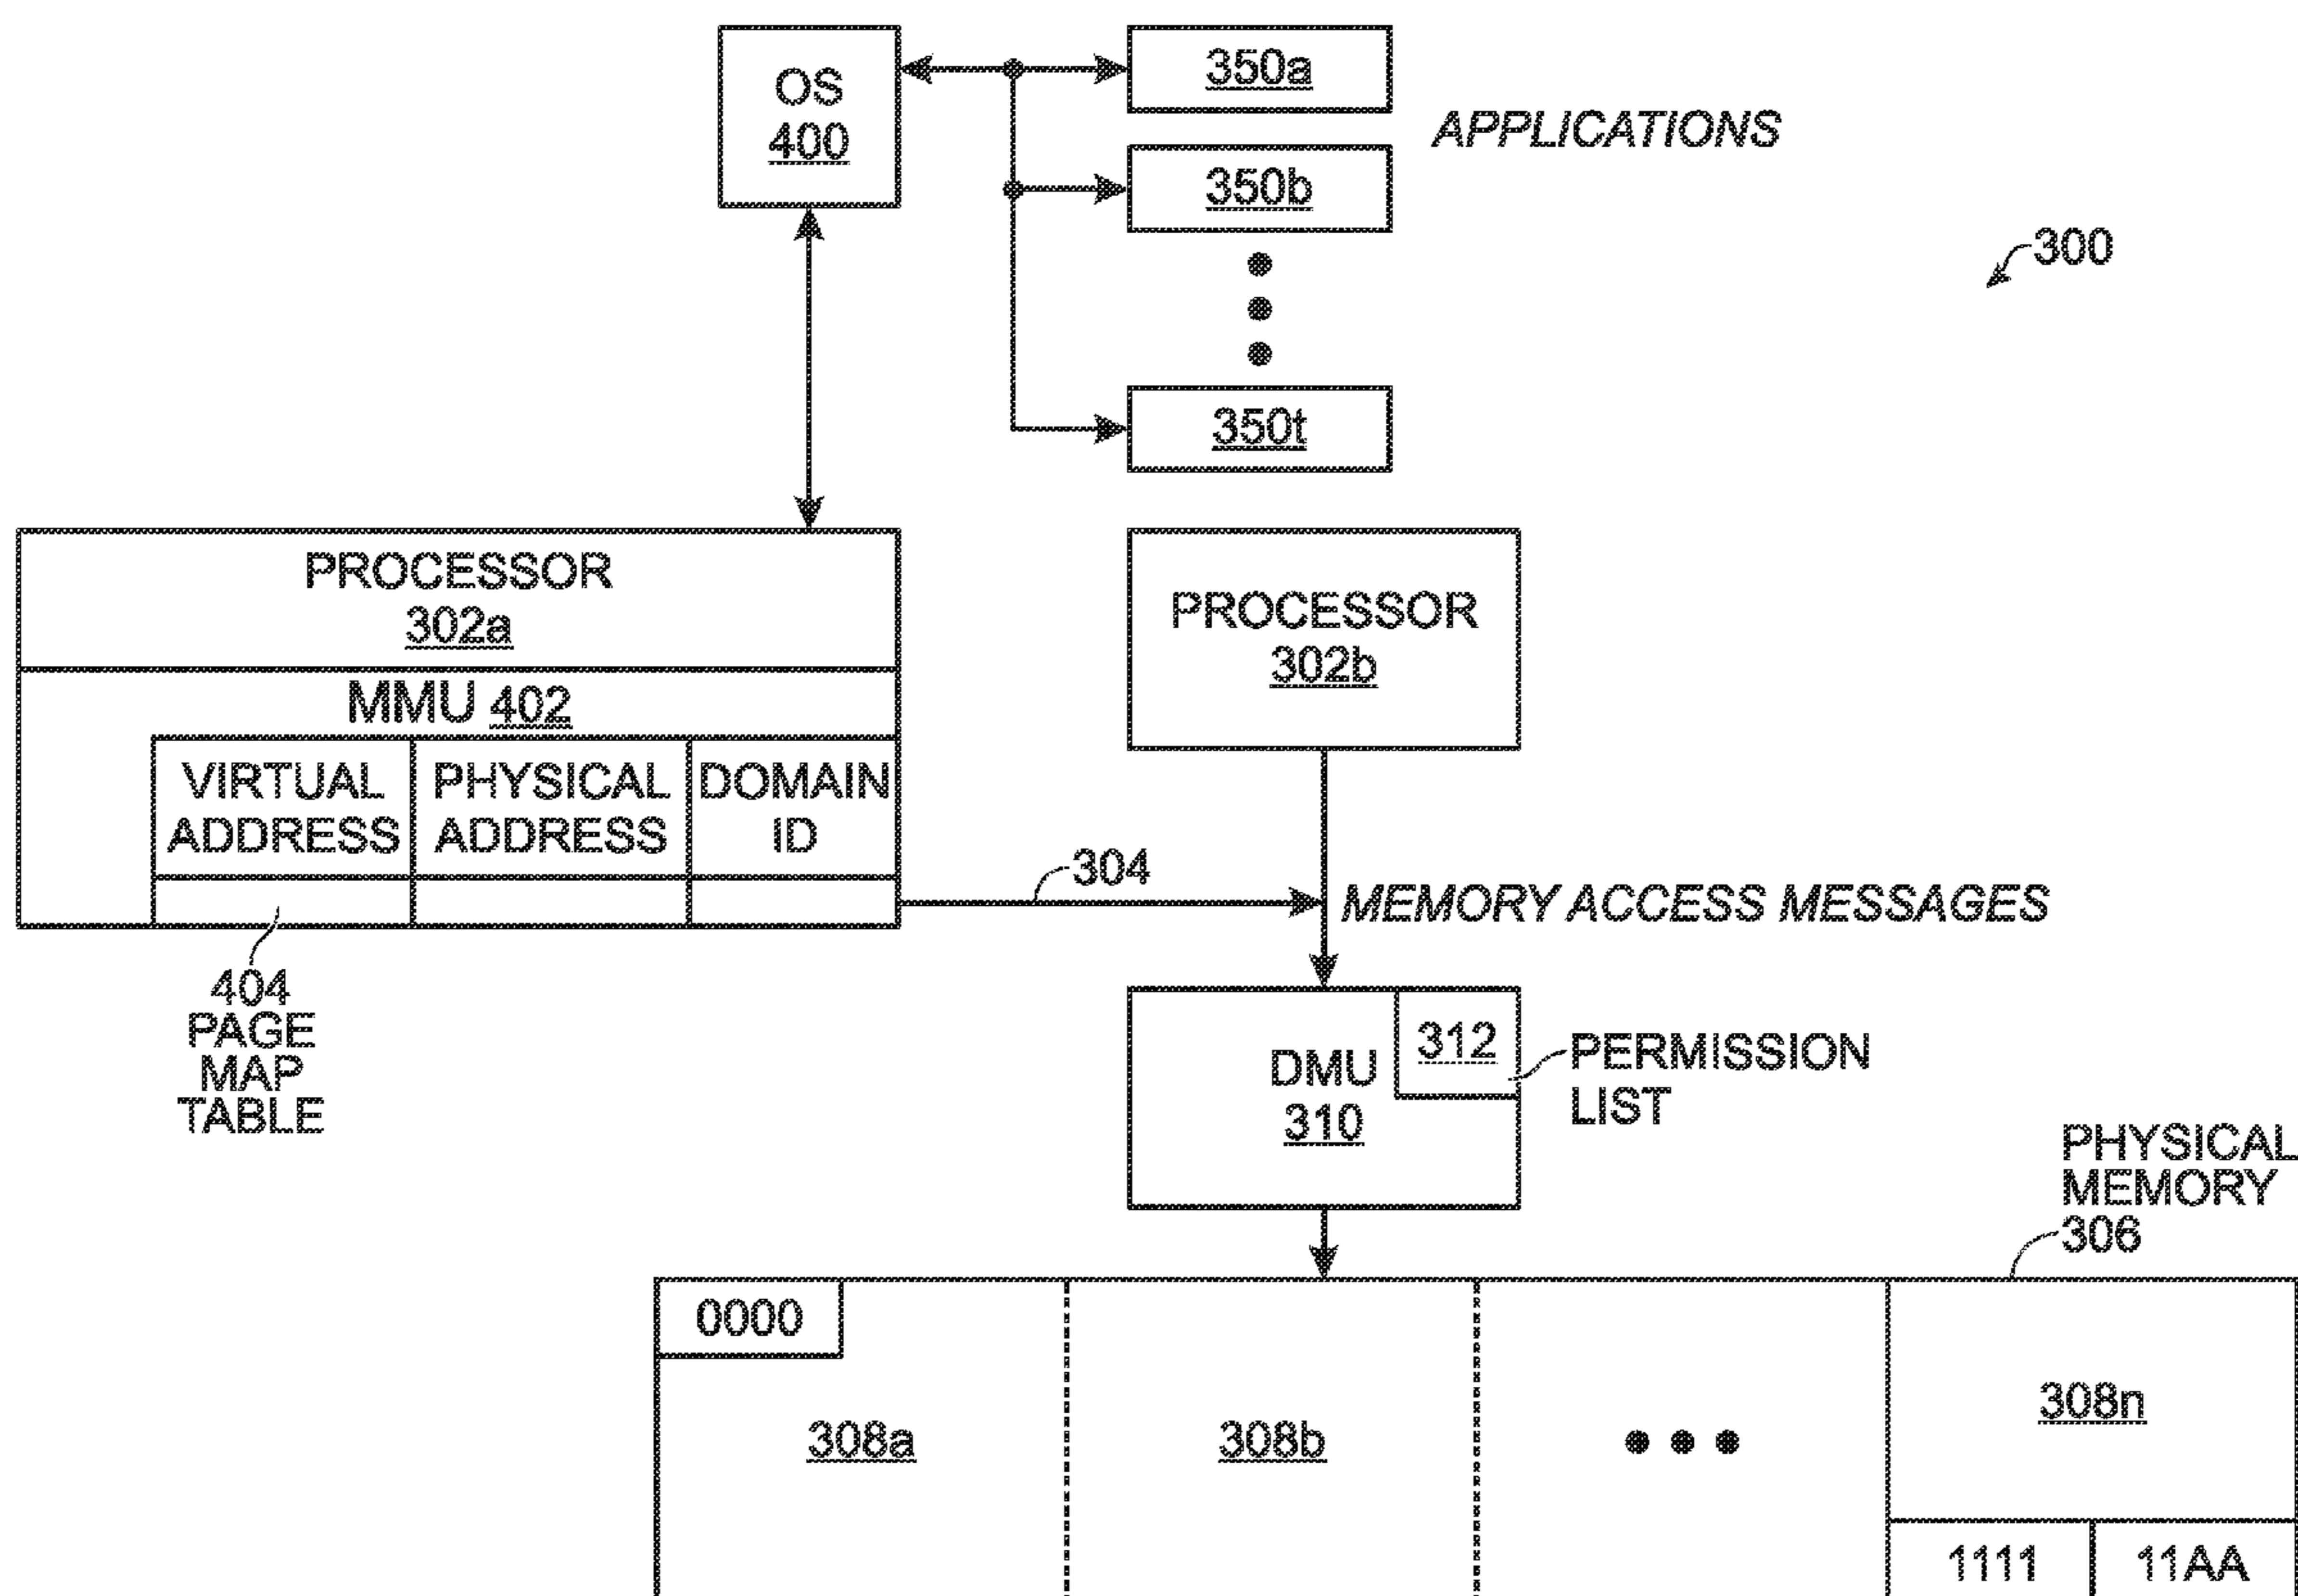 OS
400
350a
APPLICATIONS
350b
300
350t
PROCESSOR
302a
PROCESSOR
302b
MMU 402
VIRTUAL
ADDRESS
PHYSICAL
ADDRESS
DOMAIN
ID
304
MEMORY ACCESS MESSAGES
404
PAGE
MAP
TABLE
DMU
310
312
PERMISSION
LIST
PHYSICAL
MEMORY
306
0000
308a
308b
308n
1111
11AA